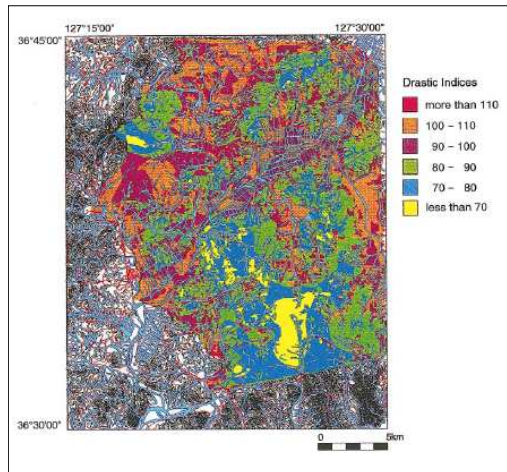 127°15'00"
127°30'00"
36°45'00"
Drastic Indices
more than 110
100 - 110
90 - 100
80 - 90
70 - 80
less than 70
36°30'00"
0 5km